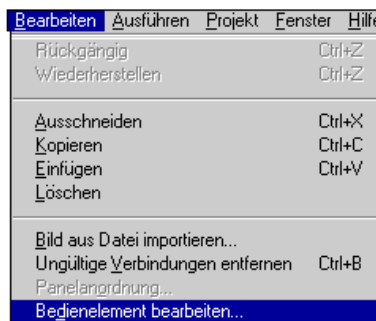 Bearbeiten Ausführen Projekt Fenster Hilfe
Rückgängig Ctrl+Z
Wiederherstellen Ctrl+Z
Ausschneiden Ctrl+X
Kopieren Ctrl+C
Einfügen Ctrl+V
Löschen
Bild aus Datei importieren...
Ungültige Verbindungen entfernen Ctrl+B
Panelanordnung...
Bedienelement bearbeiten...